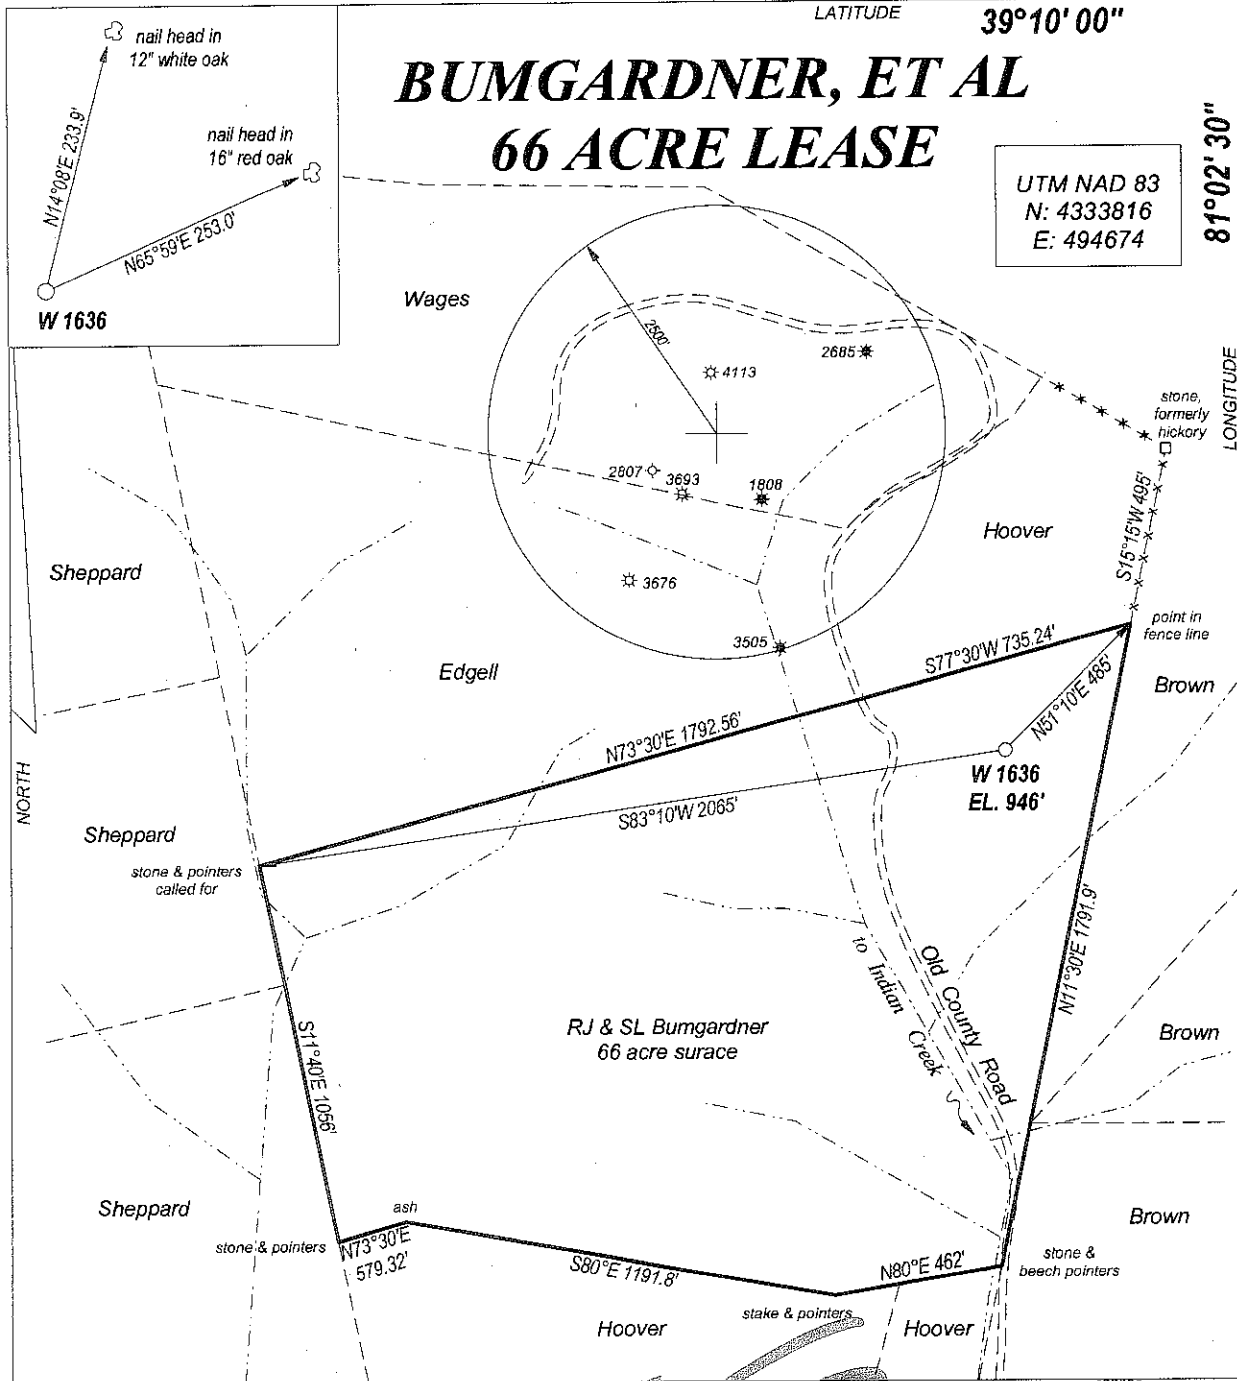 LATITUDE
39°10' 00"
BUMGARDNER, ET AL
66 ACRE LEASE
81°02' 30"
LONGITUDE
UTM NAD 83
N: 4333816
E: 494674
nail head in
12" white oak
nail head in
16" red oak
N14°08'E 233.9'
N65°59'E 253.0'
W 1636
Wages
2500'
2685
4113
2807
3693
1808
3676
3505
stone,
formerly
hickory
S15°15'W 495'
Hoover
point in
fence line
Sheppard
Edgell
S77°30'W 735.24'
N51°10'E 485'
Brown
N73°30'E 1792.56'
W 1636
EL. 946'
S83°10'W 2065'
NORTH
Sheppard
stone & pointers
called for
N11°30'E 1791.9'
to Indian Creek
Old County Road
RJ & SL Bumgardner
66 acre surace
Brown
S11°40'E 1056'
Sheppard
ash
stone & pointers
N73°30'E
579.32'
S80°E 1191.8'
N80°E 462'
stone &
beech pointers
Brown
stake & pointers
Hoover
Hoover